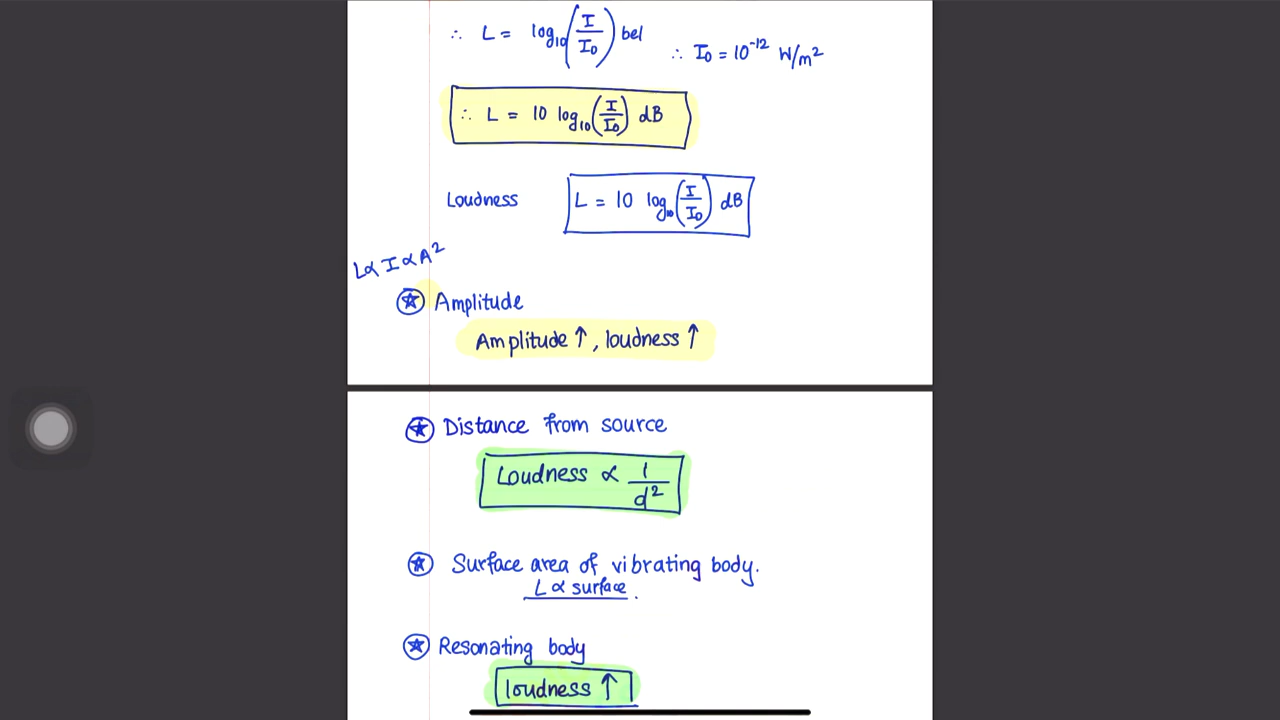 ∴ L = log₁₀(I/I₀) bel ∴ I₀ = 10⁻¹² W/m²
∴ L = 10 log₁₀(I/I₀) dB
Loudness L = 10 log₁₀(I/I₀) dB
L∝ I ∝ A²
Amplitude
Amplitude ↑, loudness ↑
Distance from source
Loudness ∝ 1/d²
Surface area of vibrating body.
L ∝ surface.
Resonating body
loudness ↑